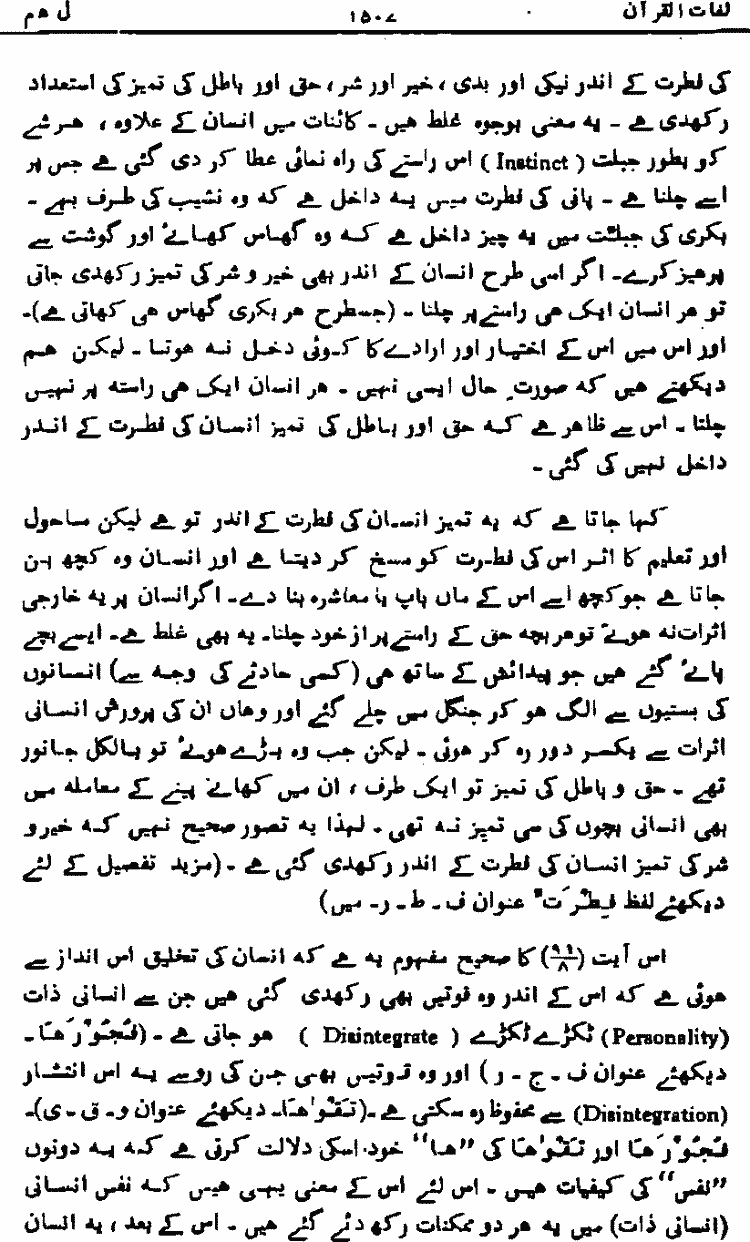 لغات القرآن ۱۵۰۷ ل ھ م
کی فطرت کے اندر نیکی اور بدی ، خیر اور شر ، حق اور باطل کی تمیز کی استعداد
رکھدی ہے ـ یہ معنی بوجوہ غلط ہیں ـ کائنات میں انسان کے علاوہ ، ہر شے
کو بطور جبلت ( Instinct ) اس راستے کی راہ نمائی عطا کر دی گئی ہے جس پر
اسے چلنا ہے ـ پانی کی فطرت میں یہ داخل ہے کہ وہ نشیب کی طرف بہے ـ
بکری کی جبلّت میں یہ چیز داخل ہے کہ وہ گھاس کھائے اور گوشت سے
پرہیز کرے۔ اگر اسی طرح انسان کے اندر بھی خیر و شر کی تمیز رکھدی جاتی
تو ہر انسان ایک ہی راستے پر چلتا ـ (جسطرح ہر بکری گھاس ہی کھاتی ہے)ـ
اور اس میں اس کے اختیار اور ارادے کا کوئی دخل نہ ہوتا ـ لیکن ہم
دیکھتے ہیں کہ صورتِ حال ایسی نہیں ـ ہر انسان ایک ہی راستہ پر نہیں
چلتا ـ اس سے ظاہر ہے کہ حق اور باطل کی تمیز انسان کی فطرت کے اندر
داخل نہیں کی گئی ـ
کہا جاتا ہے کہ یہ تمیز انسان کی فطرت کے اندر تو ہے لیکن ماحول
اور تعلیم کا اثر اس کی فطرت کو مسخ کر دیتا ہے اور انسان وہ کچھ بن
جاتا ہے جو کچھ اسے اس کے ماں باپ یا معاشرہ بنا دے۔ اگر انسان پر یہ خارجی
اثرات نہ ہوتے تو ہر بچہ حق کے راستے پر از خود چلتا۔ یہ بھی غلط ہے۔ ایسے بچے
پائے گئے ہیں جو پیدائش کے ساتھ ہی (کسی حادثے کی وجہ سے) انسانوں
کی بستیوں سے الگ ہو کر جنگل میں چلے گئے اور وہاں ان کی پرورش انسانی
اثرات سے یکسر دور رہ کر ہوئی ـ لیکن جب وہ بڑے ہوئے تو بالکل جانور
تھے ـ حق و باطل کی تمیز تو ایک طرف ، ان میں کھانے پینے کے معاملہ میں
بھی انسانی بچوں کی سی تمیز نہ تھی ـ لہذا یہ تصور صحیح نہیں کہ خیر و
شر کی تمیز انسان کی فطرت کے اندر رکھدی گئی ہے ـ (مزید تفصیل کے لئے
دیکھئے لفظ فِطْرَتٌ عنوان ف ـ ط ـ ر ـ میں)
اس آیت (۹۱/۸) کا صحیح مفہوم یہ ہے کہ انسان کی تخلیق اس انداز سے
ہوئی ہے کہ اس کے اندر وہ قوتیں بھی رکھدی گئی ہیں جن سے انسانی ذات
(Personality) ٹکڑے ٹکڑے ( Disintegrate ) ہو جاتی ہے ـ (فُجُوْرَھَا ـ
دیکھئے عنوان ف ـ ج ـ ر ) اور وہ قوتیں بھی جن کی رو سے یہ اس انتشار
(Disintegration) سے محفوظ رہ سکتی ہے ـ (تَقْوٰھَا ـ دیکھئے عنوان و ـ ق ـ ی)ـ
فُجُوْرَھَا اور تَقْوٰھَا کی ”ھا“ خود اسکی دلالت کرتی ہے کہ یہ دونوں
”نفس“ کی کیفیات ہیں ـ اس لئے اس کے معنی یہی ہیں کہ نفس انسانی
(انسانی ذات) میں یہ ہر دو ممکنات رکھ دئے گئے ہیں ـ اس کے بعد ، یہ انسان